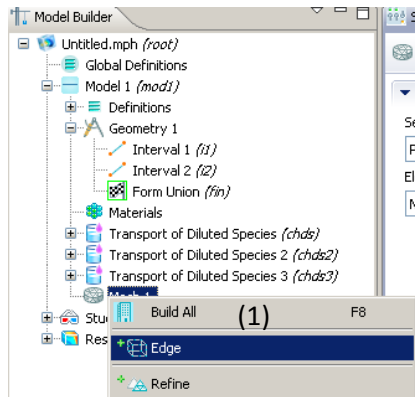 Model Builder
Untitled.mph (root)
Global Definitions
Model 1 (mod1)
Definitions
Geometry 1
Interval 1 (i1)
Interval 2 (i2)
Form Union (fin)
Materials
Transport of Diluted Species (chds)
Transport of Diluted Species 2 (chds2)
Transport of Diluted Species 3 (chds3)
Build All (1) F8
Edge
Refine